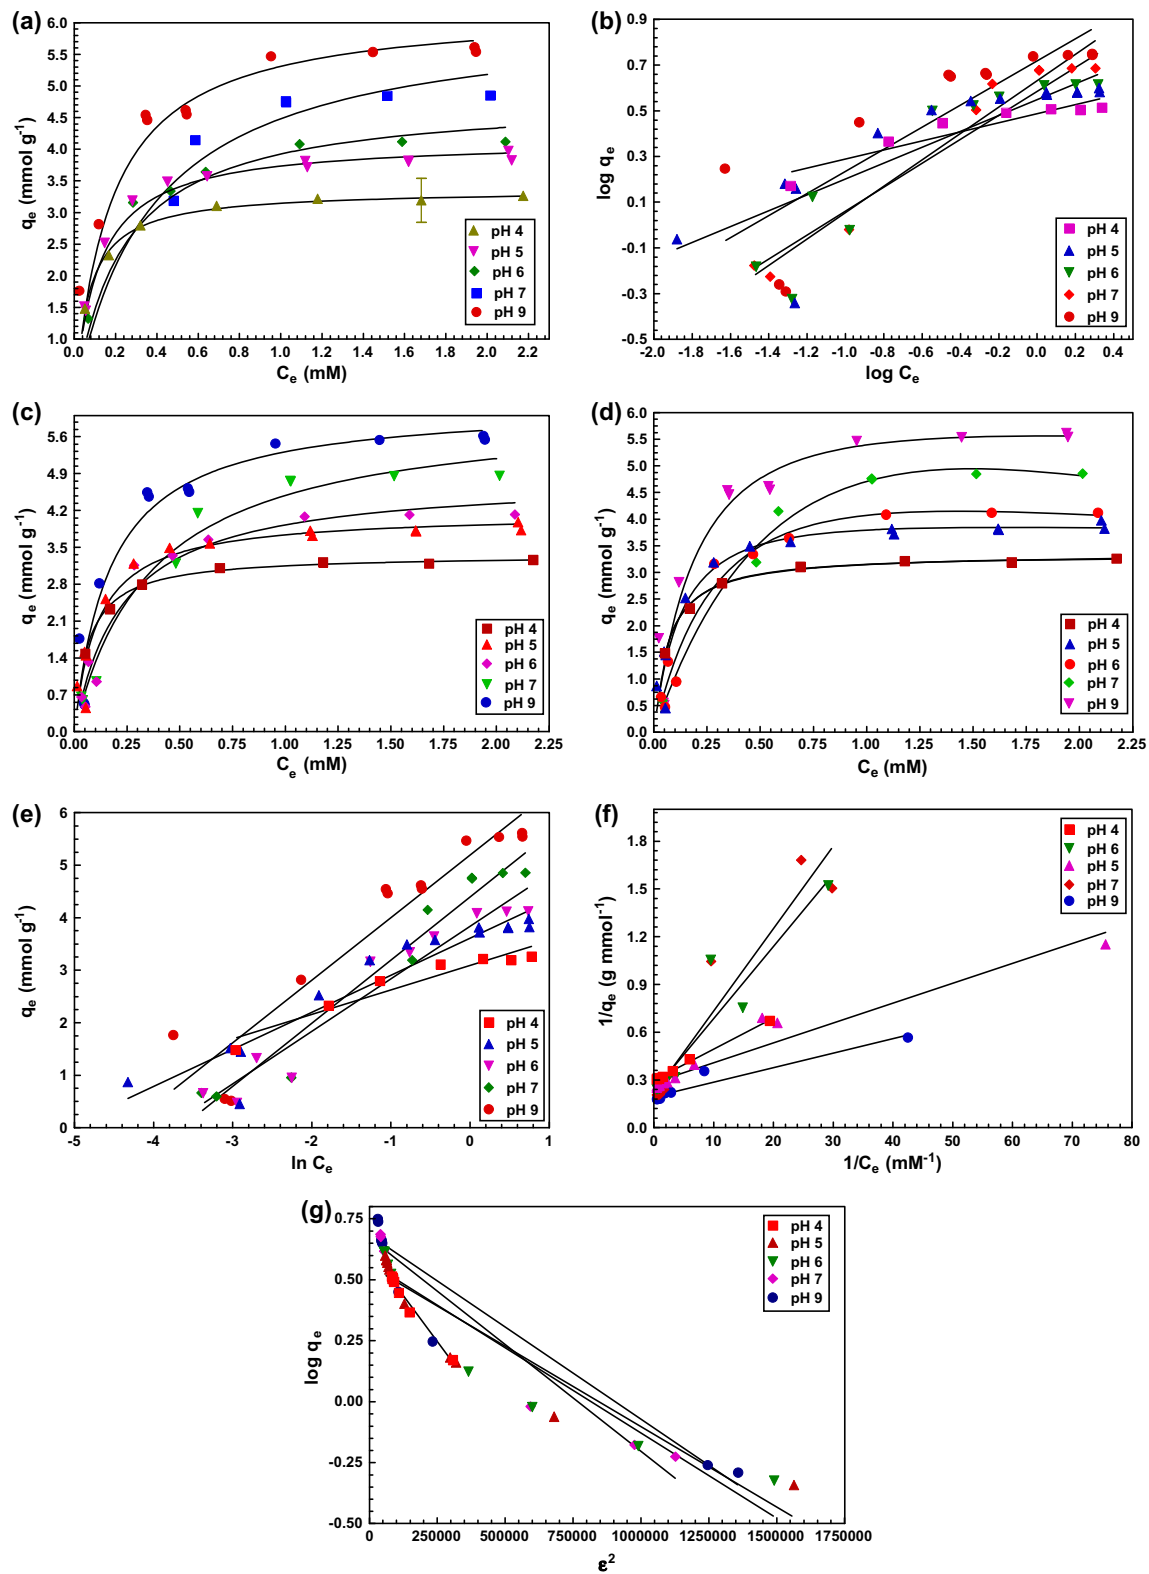 (a)
6.0
5.5
5.0
4.5
4.0
3.5
3.0
2.5
2.0
1.5
1.0
qe (mmol g-1)
0.0 0.2 0.4 0.6 0.8 1.0 1.2 1.4 1.6 1.8 2.0 2.2
Ce (mM)
pH 4
pH 5
pH 6
pH 7
pH 9
(b)
0.9
0.7
0.5
0.3
0.1
-0.1
-0.3
-0.5
log qe
-2.0 -1.8 -1.6 -1.4 -1.2 -1.0 -0.8 -0.6 -0.4 -0.2 0.0 0.2 0.4
log Ce
pH 4
pH 5
pH 6
pH 7
pH 9
(c)
5.6
4.9
4.2
3.5
2.8
2.1
1.4
0.7
0.0
qe (mmol g-1)
0.00 0.25 0.50 0.75 1.00 1.25 1.50 1.75 2.00 2.25
Ce (mM)
pH 4
pH 5
pH 6
pH 7
pH 9
(d)
6.0
5.5
5.0
4.5
4.0
3.5
3.0
2.5
2.0
1.5
1.0
0.5
0.0
qe (mmol g-1)
0.00 0.25 0.50 0.75 1.00 1.25 1.50 1.75 2.00 2.25
Ce (mM)
pH 4
pH 5
pH 6
pH 7
pH 9
(e)
6
5
4
3
2
1
0
qe (mmol g-1)
-5 -4 -3 -2 -1 0 1
ln Ce
pH 4
pH 5
pH 6
pH 7
pH 9
(f)
1.8
1.5
1.2
0.9
0.6
0.3
0.0
1/qe (g mmol-1)
0 10 20 30 40 50 60 70 80
1/Ce (mM-1)
pH 4
pH 6
pH 5
pH 7
pH 9
(g)
0.75
0.50
0.25
0.00
-0.25
-0.50
log qe
0 250000 500000 750000 1000000 1250000 1500000 1750000
ε2
pH 4
pH 5
pH 6
pH 7
pH 9